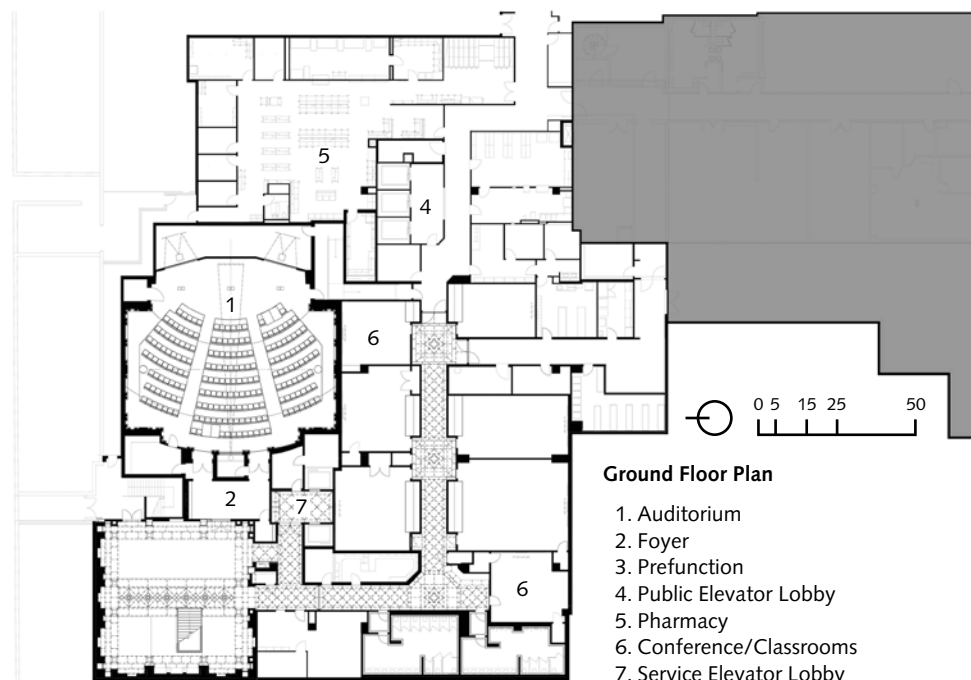 5
4
1
6
2
7
6
0 5 15 25 50
Ground Floor Plan
1. Auditorium
2. Foyer
3. Prefunction
4. Public Elevator Lobby
5. Pharmacy
6. Conference/Classrooms
7. Service Elevator Lobby